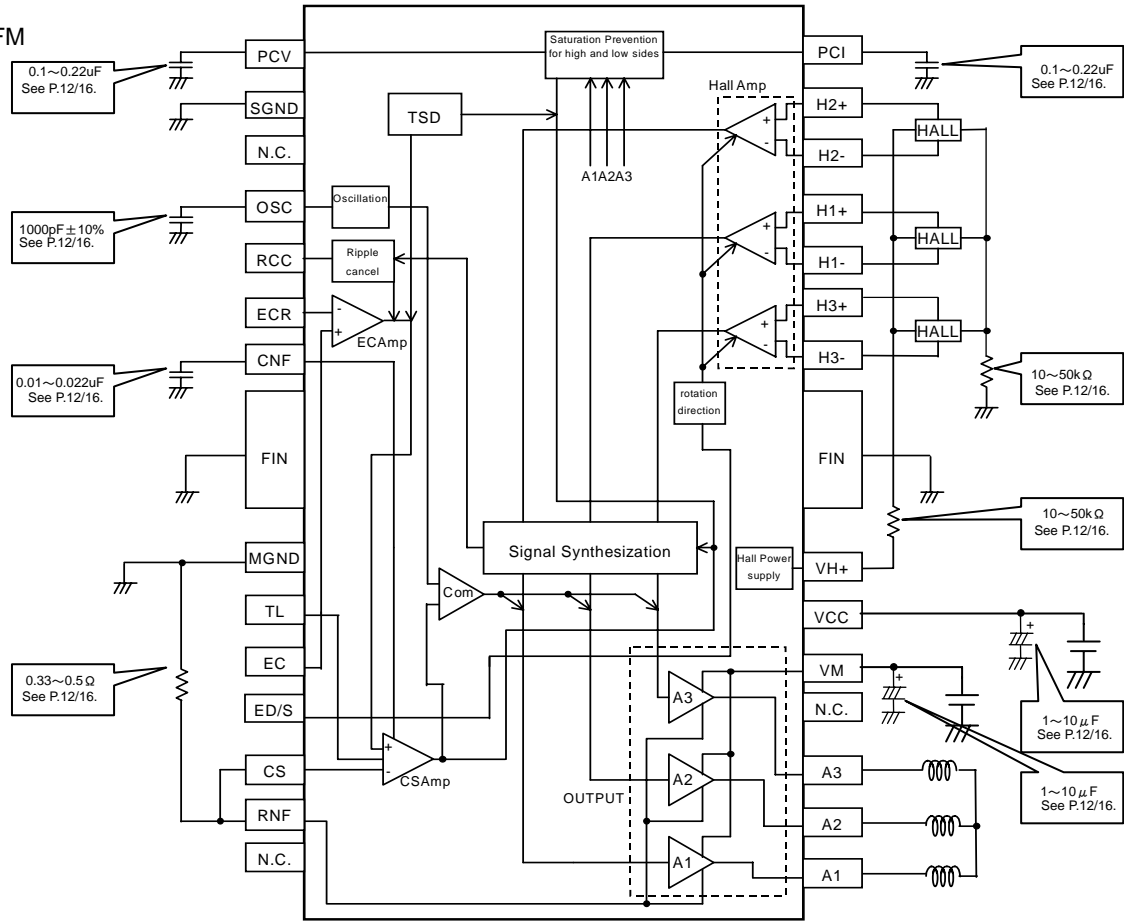 FM
0.1～0.22uF
See P.12/16.
1000pF±10%
See P.12/16.
0.01～0.022uF
See P.12/16.
0.33～0.5Ω
See P.12/16.
PCV
SGND
N.C.
OSC
RCC
ECR
CNF
FIN
MGND
TL
EC
ED/S
CS
RNF
N.C.
Saturation Prevention
for high and low sides
TSD
A1A2A3
Hall Amp
+
-
+
-
+
-
Oscillation
Ripple
cancel
-
+
ECAmp
rotation
direction
Signal Synthesization
Hall Power
supply
Com
+
-
CSAmp
OUTPUT
A3
A2
A1
PCI
H2+
H2-
H1+
H1-
H3+
H3-
FIN
VH+
VCC
VM
N.C.
A3
A2
A1
HALL
HALL
HALL
0.1～0.22uF
See P.12/16.
10～50kΩ
See P.12/16.
10～50kΩ
See P.12/16.
+
+
1～10μF
See P.12/16.
1～10μF
See P.12/16.